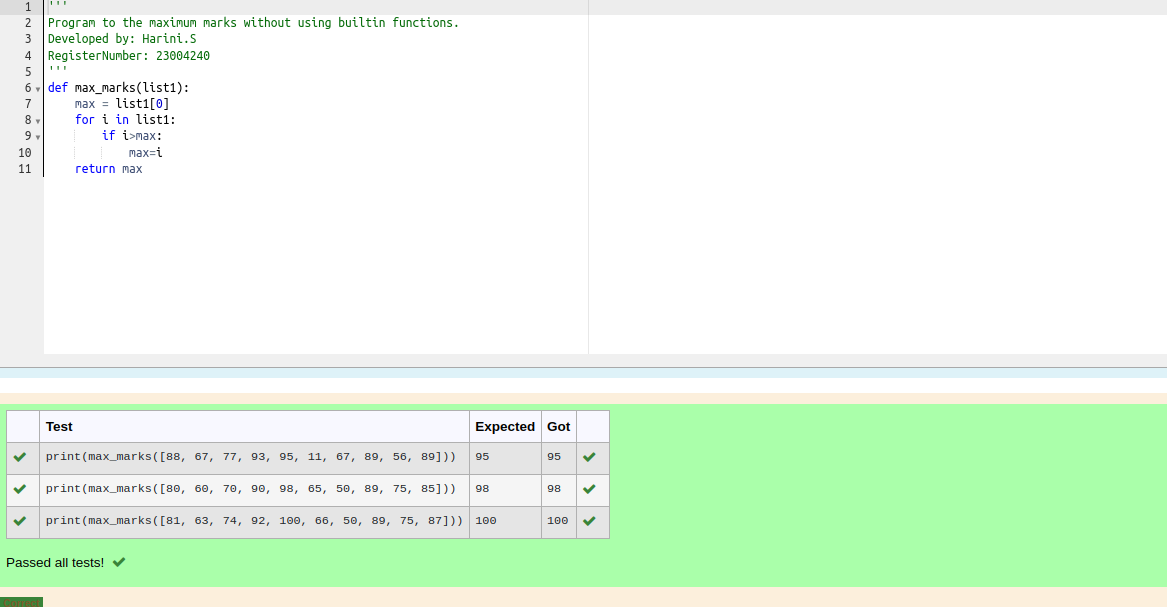 1 '''
2 Program to the maximum marks without using builtin functions.
3 Developed by: Harini.S
4 RegisterNumber: 23004240
5 '''
6 def max_marks(list1):
7     max = list1[0]
8     for i in list1:
9         if i>max:
10             max=i
11     return max
Test Expected Got
print(max_marks([88, 67, 77, 93, 95, 11, 67, 89, 56, 89])) 95 95
print(max_marks([80, 60, 70, 90, 98, 65, 50, 89, 75, 85])) 98 98
print(max_marks([81, 63, 74, 92, 100, 66, 50, 89, 75, 87])) 100 100
Passed all tests!
Correct